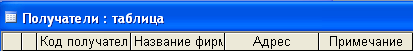 Получатели : таблица
Код получател Название фирм Адрес Примечание